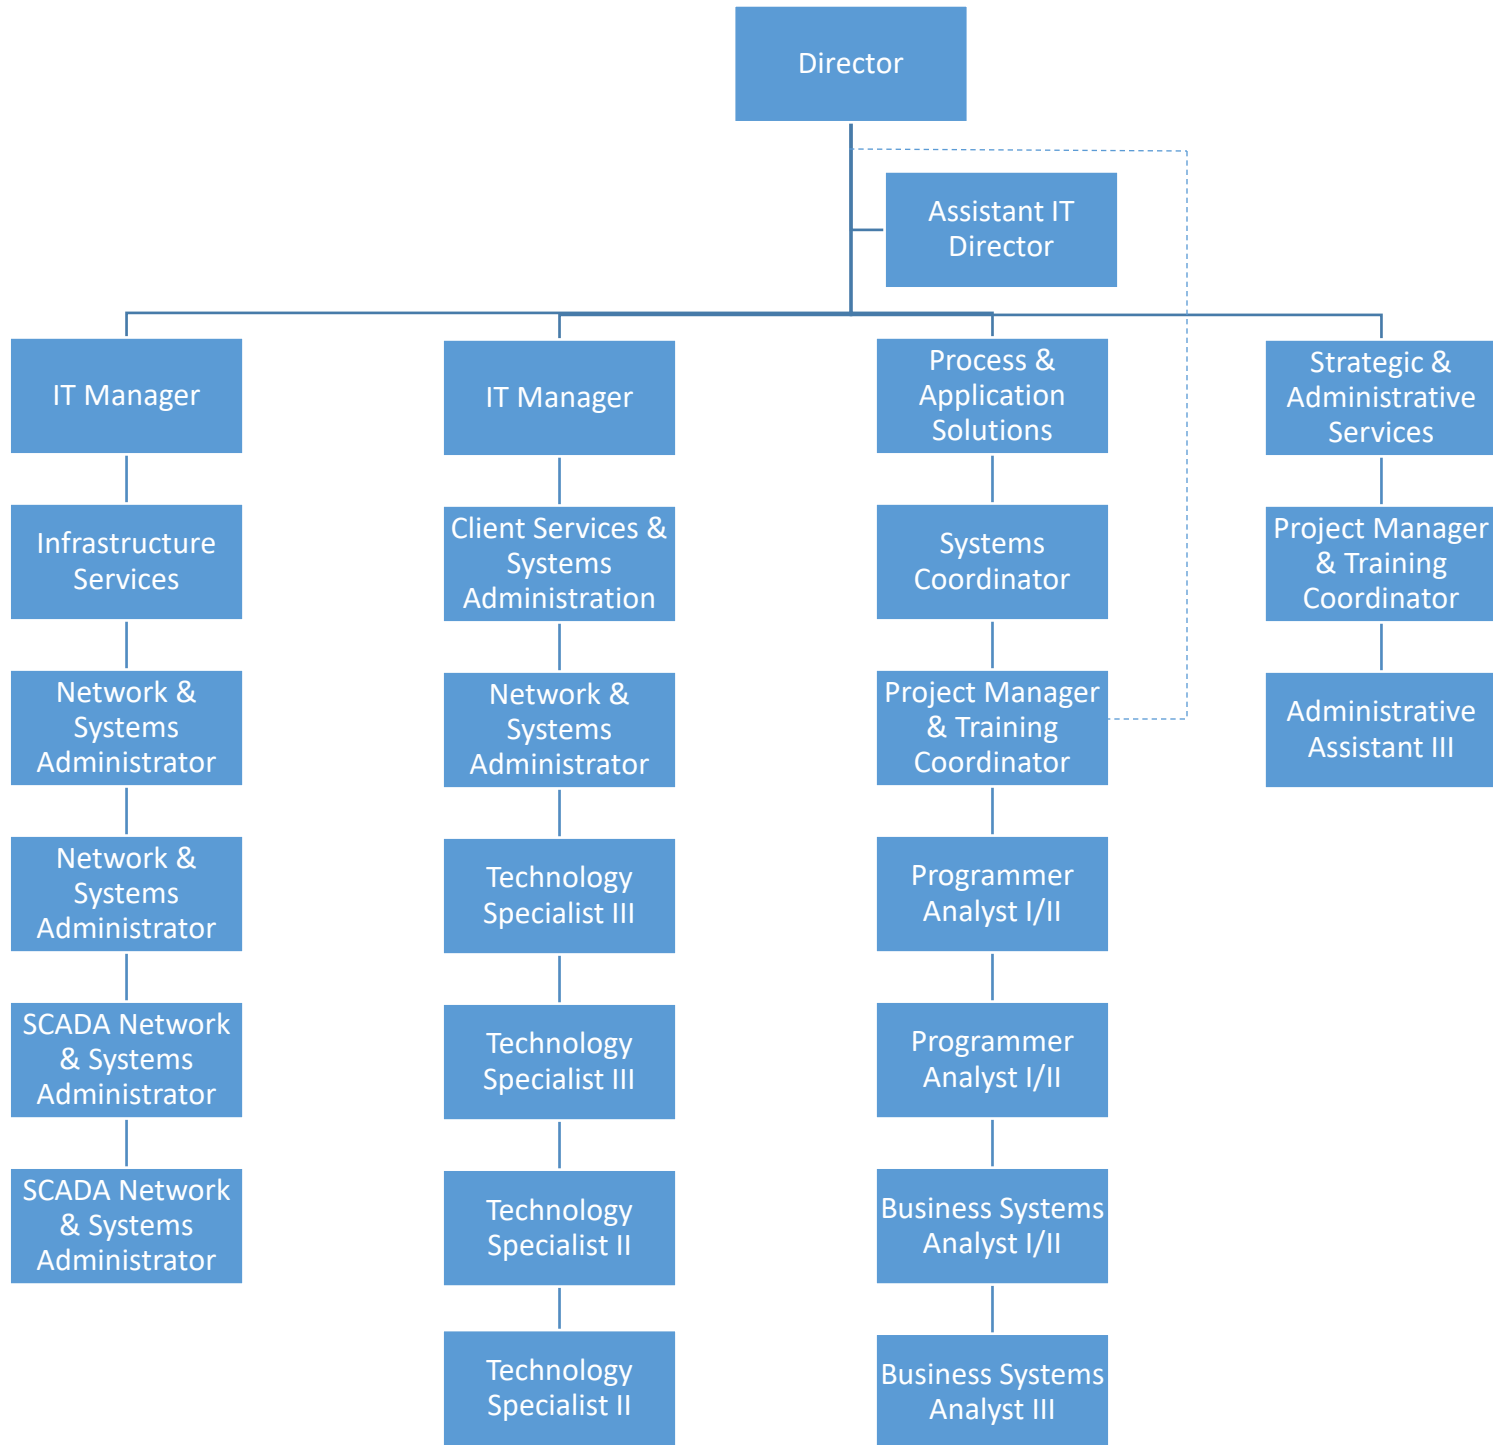 Director
Assistant IT
Director
IT Manager
Infrastructure
Services
Network &
Systems
Administrator
Network &
Systems
Administrator
SCADA Network
& Systems
Administrator
SCADA Network
& Systems
Administrator
IT Manager
Client Services &
Systems
Administration
Network &
Systems
Administrator
Technology
Specialist III
Technology
Specialist III
Technology
Specialist II
Technology
Specialist II
Process &
Application
Solutions
Systems
Coordinator
Project Manager
& Training
Coordinator
Programmer
Analyst I/II
Programmer
Analyst I/II
Business Systems
Analyst I/II
Business Systems
Analyst III
Strategic &
Administrative
Services
Project Manager
& Training
Coordinator
Administrative
Assistant III